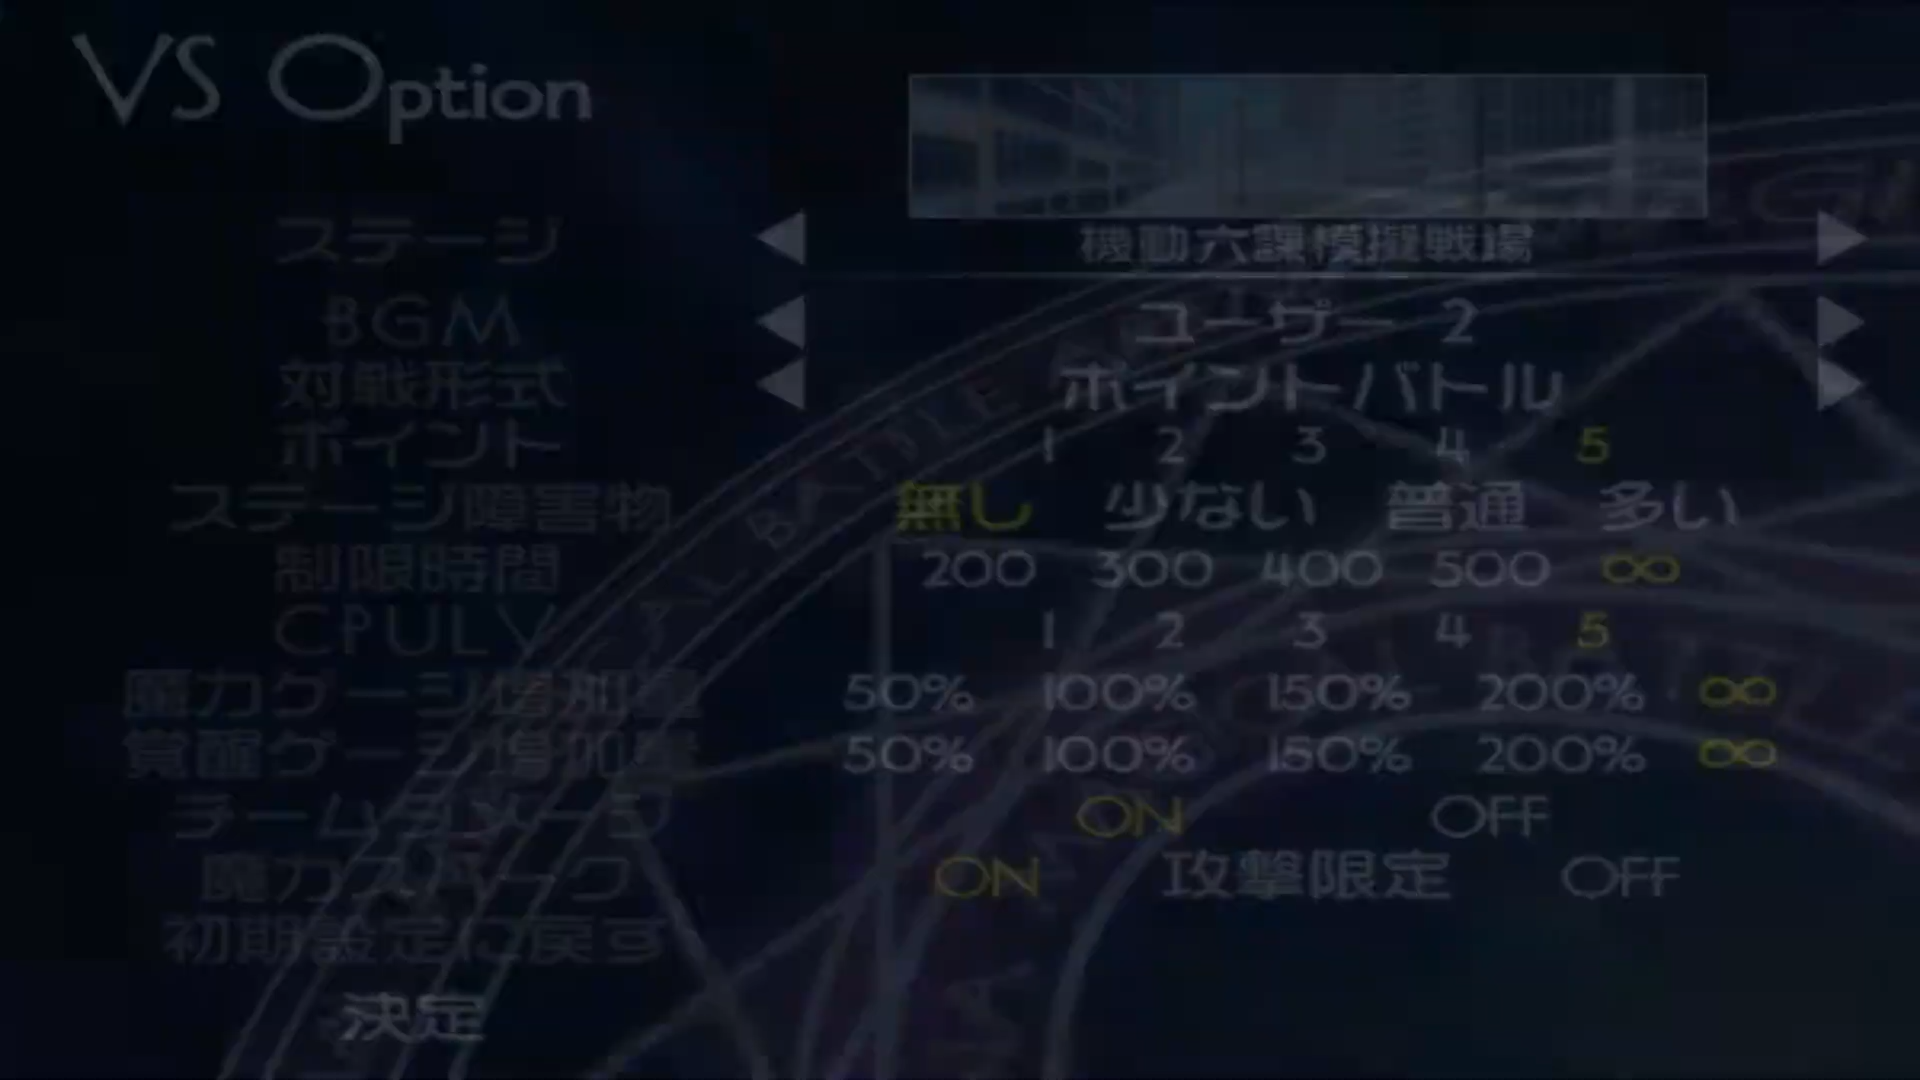 VS Option
ステージ 機動六課模擬戦場
BGM ユーザー 2
対戦形式 ポイントバトル
ポイント 1 2 3 4 5
ステージ障害物 無し 少ない 普通 多い
制限時間 200 300 400 500 ∞
CPULV 1 2 3 4 5
魔力ゲージ増加率 50% 100% 150% 200% ∞
覚醒ゲージ増加率 50% 100% 150% 200% ∞
チームダメージ ON OFF
魔力スパーク ON 攻撃限定 OFF
初期設定に戻す
決定